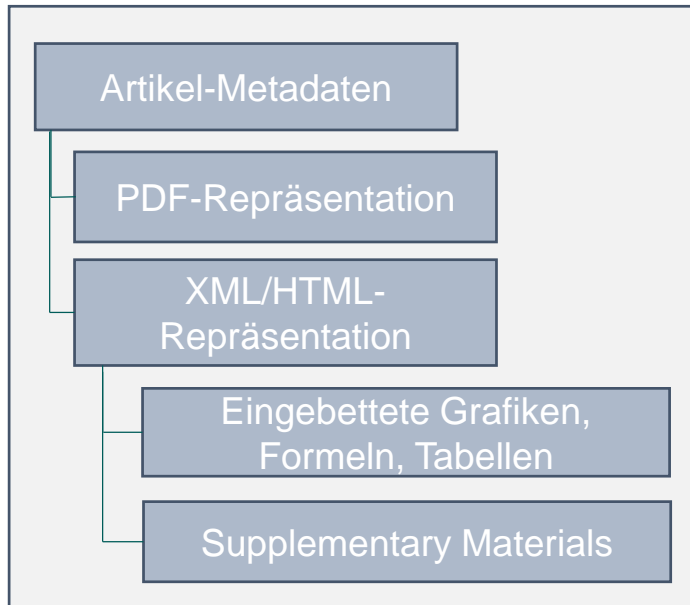 Artikel-Metadaten
PDF-Repräsentation
XML/HTML-
Repräsentation
Eingebettete Grafiken,
Formeln, Tabellen
Supplementary Materials